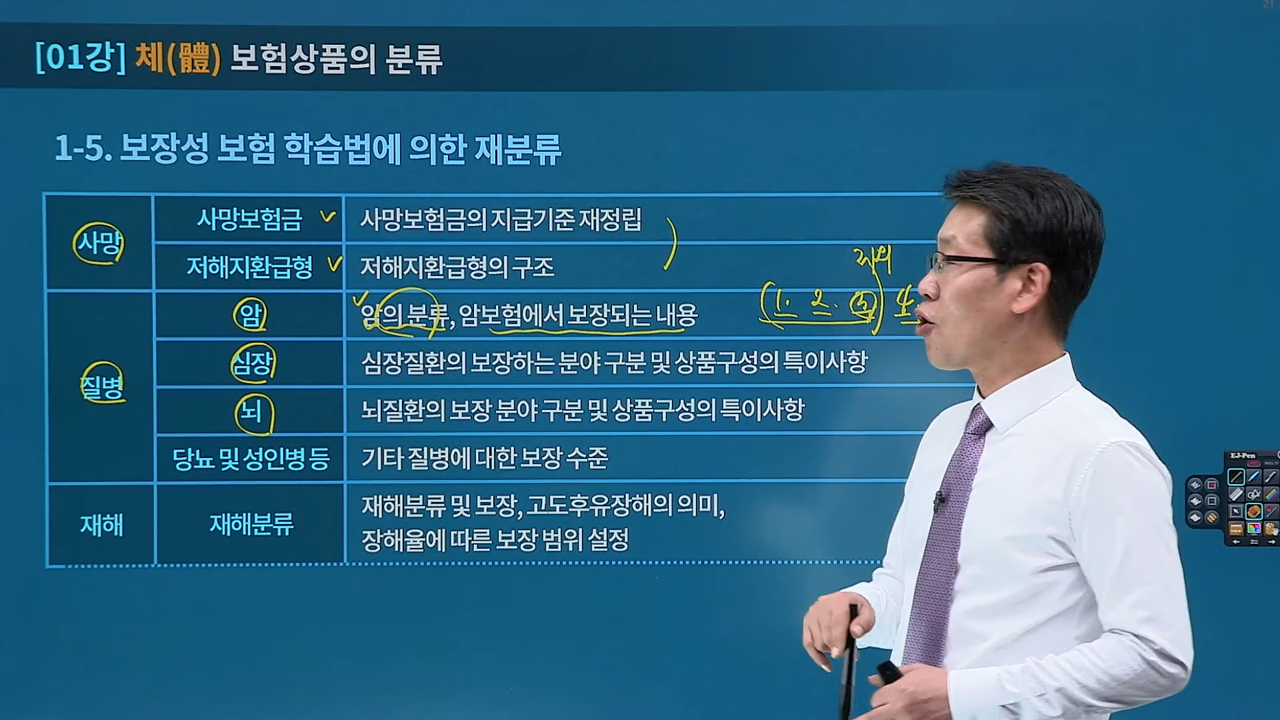 [01강] 체(體) 보험상품의 분류
1-5. 보장성 보험 학습법에 의한 재분류
사망
사망보험금
사망보험금의 지급기준 재정립
저해지환급형
저해지환급형의 구조
질병
암
암의 분류, 암보험에서 보장되는 내용
(1. 2. ③) 4
심장
심장질환의 보장하는 분야 구분 및 상품구성의 특이사항
뇌
뇌질환의 보장 분야 구분 및 상품구성의 특이사항
당뇨 및 성인병 등
기타 질병에 대한 보장 수준
재해
재해분류
재해분류 및 보장, 고도후유장해의 의미,
장해율에 따른 보장 범위 설정
EJ-Pen